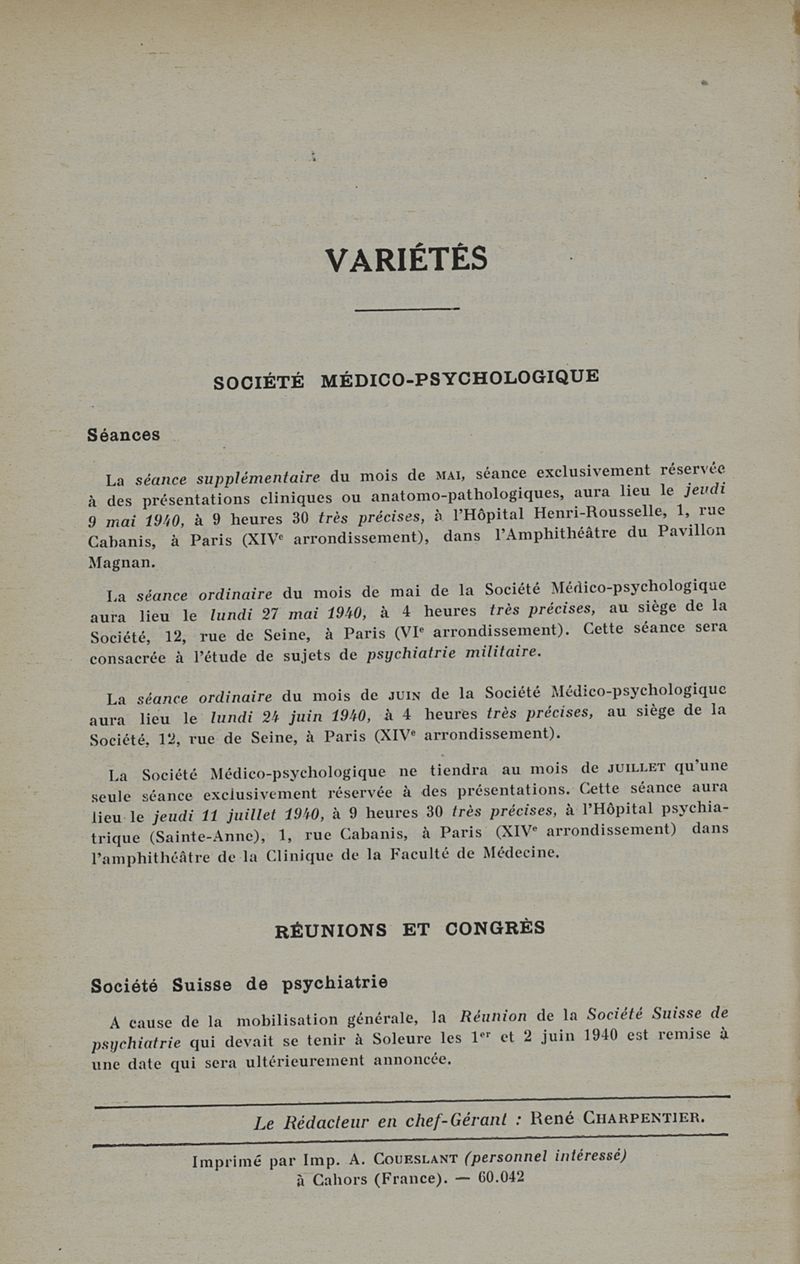 VARIÉTÉS
SOCIÉTÉ MÉDICO-PSYCHOLOGIQUE
Séances
La séance supplémentaire du mois de MAI, séance exclusivement réservée
à des présentations cliniques ou anatomo-pathologiques, aura lieu le jeudi
9 mai 1940, à 9 heures 30 très précises, à l'Hôpital Henri-Rousselle, 1, rue
Cabanis, à Paris (XIVe arrondissement), dans l'Amphithéâtre du Pavillon
Magnan.
La séance ordinaire du mois de mai de la Société Médico-psychologique
aura lieu le lundi 27 mai 1940, à 4 heures très précises, au siège de la
Société, 12, rue de Seine, à Paris (VIe arrondissement). Cette séance sera
consacrée à l'étude de sujets de psychiatrie militaire.
La séance ordinaire du mois de JUIN de la Société Médico-psychologique
aura lieu le lundi 24 juin 1940, à 4 heures très précises, au siège de la
Société, 12, rue de Seine, à Paris (XIVe arrondissement).
La Société Médico-psychologique ne tiendra au mois de JUILLET qu'une
seule séance exclusivement réservée à des présentations. Cette séance aura
lieu le jeudi 11 juillet 1940, à 9 heures 30 très précises, à l'Hôpital psychia-
trique (Sainte-Anne), 1, rue Cabanis, à Paris (XIVe arrondissement) dans
l'amphithéâtre de la Clinique de la Faculté de Médecine.
RÉUNIONS ET CONGRÈS
Société Suisse de psychiatrie
A cause de la mobilisation générale, la Réunion de la Société Suisse de
psychiatrie qui devait se tenir à Soleure les 1er et 2 juin 1940 est remise à
une date qui sera ultérieurement annoncée.
Le Rédacteur en chef-Gérant : René CHARPENTIER.
Imprimé par Imp. A. COUESLANT (personnel intéressé)
à Cahors (France). — 60.042